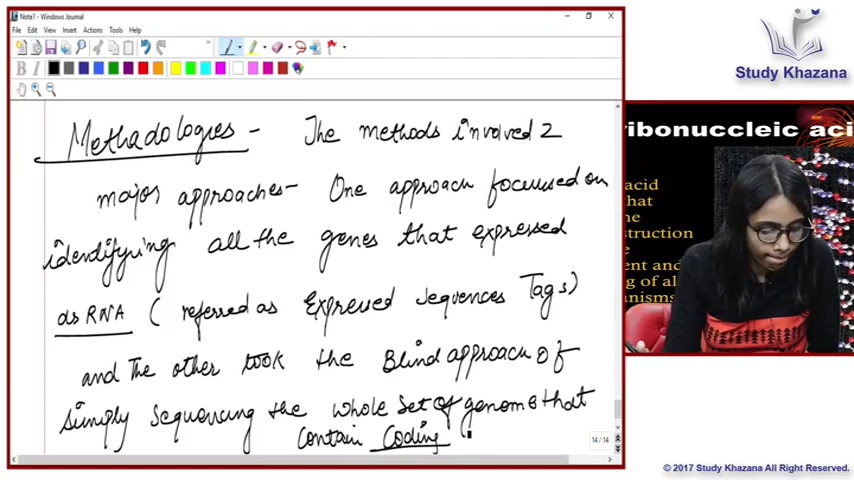 Note1 - Windows Journal
File Edit View Insert Actions Tools Help
Methadologies - The methods involved 2
major approaches- One approach focussed on
identifying all the genes that expressed
as RNA ( referred as Expressed Sequences Tags)
and The other took the Blind approach of
simply sequencing the whole set of genome that
contain Coding
14/14
Study Khazana
ribonuccleic aci
acid
that
ne
struction
e
ent and
g of al
anisms
© 2017 Study Khazana All Right Reserved.